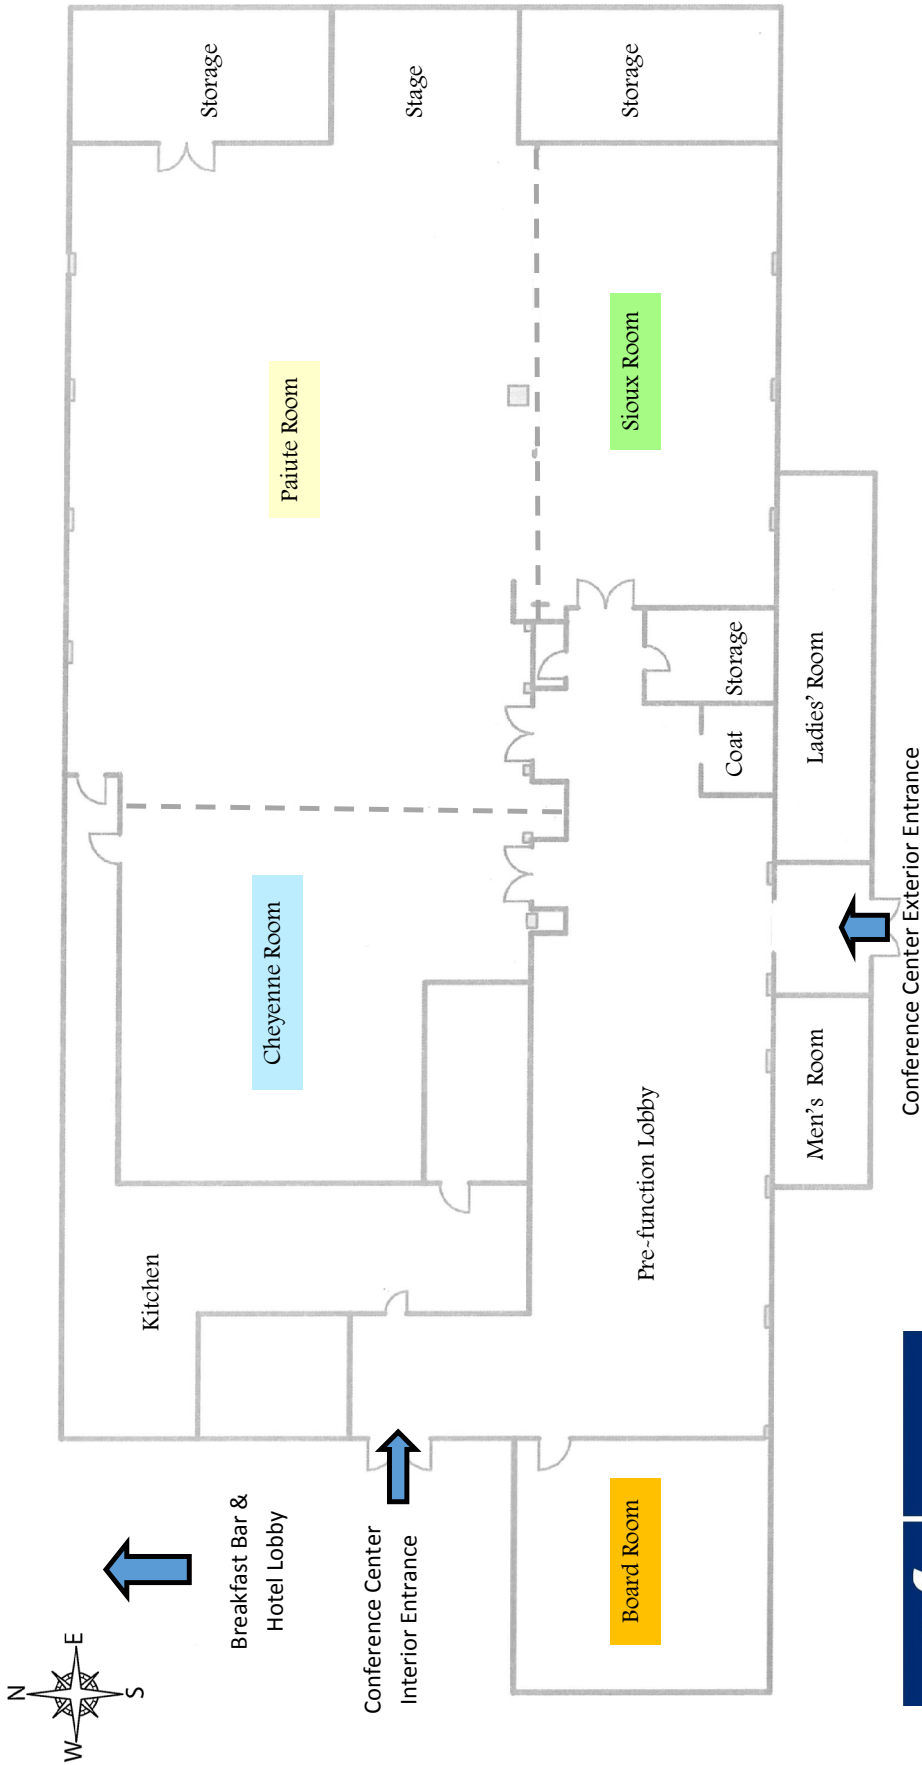 N
W
E
S
Breakfast Bar &
Hotel Lobby
Conference Center
Interior Entrance
Kitchen
Cheyenne Room
Paiute Room
Storage
Stage
Storage
Board Room
Pre-function Lobby
Coat
Storage
Sioux Room
Men's Room
Ladies' Room
Conference Center Exterior Entrance